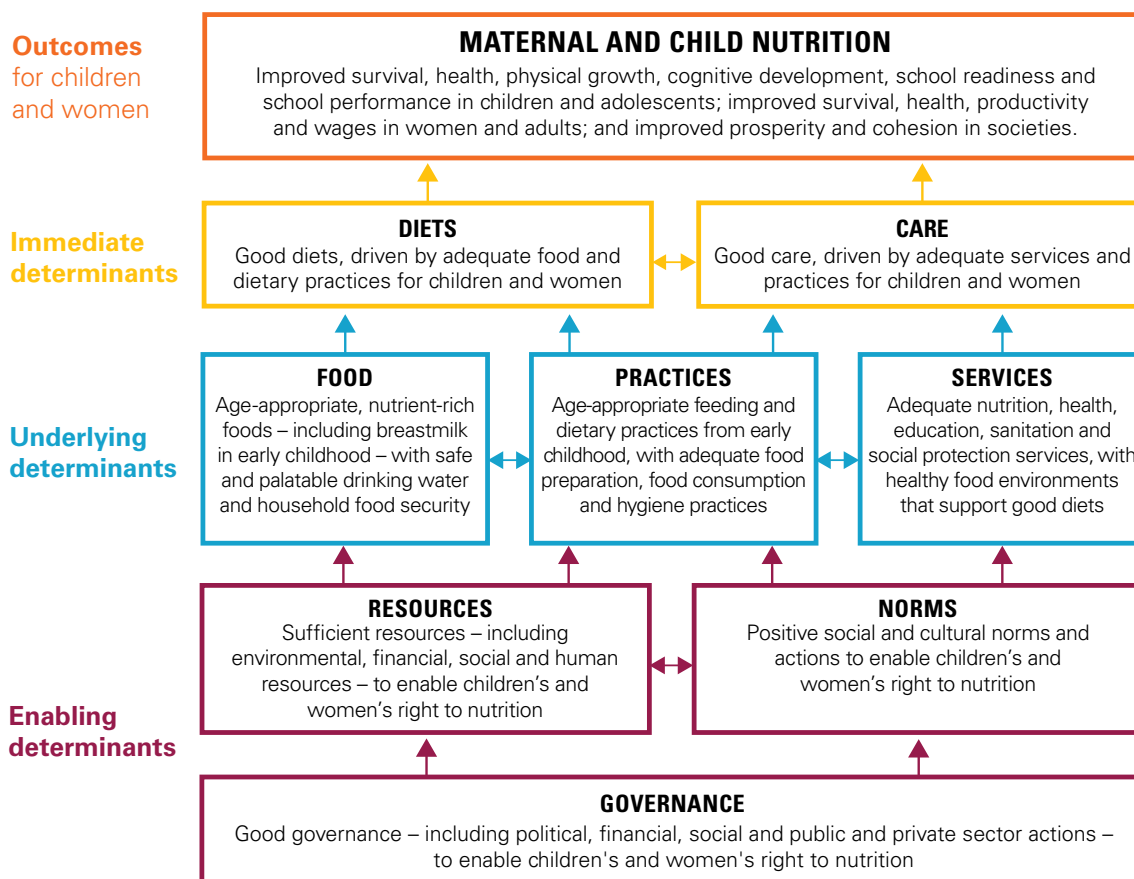 Outcomes
for children
and women
MATERNAL AND CHILD NUTRITION
Improved survival, health, physical growth, cognitive development, school readiness and
school performance in children and adolescents; improved survival, health, productivity
and wages in women and adults; and improved prosperity and cohesion in societies.
Immediate
determinants
DIETS
Good diets, driven by adequate food and
dietary practices for children and women
CARE
Good care, driven by adequate services and
practices for children and women
Underlying
determinants
FOOD
Age-appropriate, nutrient-rich
foods – including breastmilk
in early childhood – with safe
and palatable drinking water
and household food security
PRACTICES
Age-appropriate feeding and
dietary practices from early
childhood, with adequate food
preparation, food consumption
and hygiene practices
SERVICES
Adequate nutrition, health,
education, sanitation and
social protection services, with
healthy food environments
that support good diets
Enabling
determinants
RESOURCES
Sufficient resources – including
environmental, financial, social and human
resources – to enable children’s and
women’s right to nutrition
NORMS
Positive social and cultural norms and
actions to enable children’s and
women’s right to nutrition
GOVERNANCE
Good governance – including political, financial, social and public and private sector actions –
to enable children's and women's right to nutrition